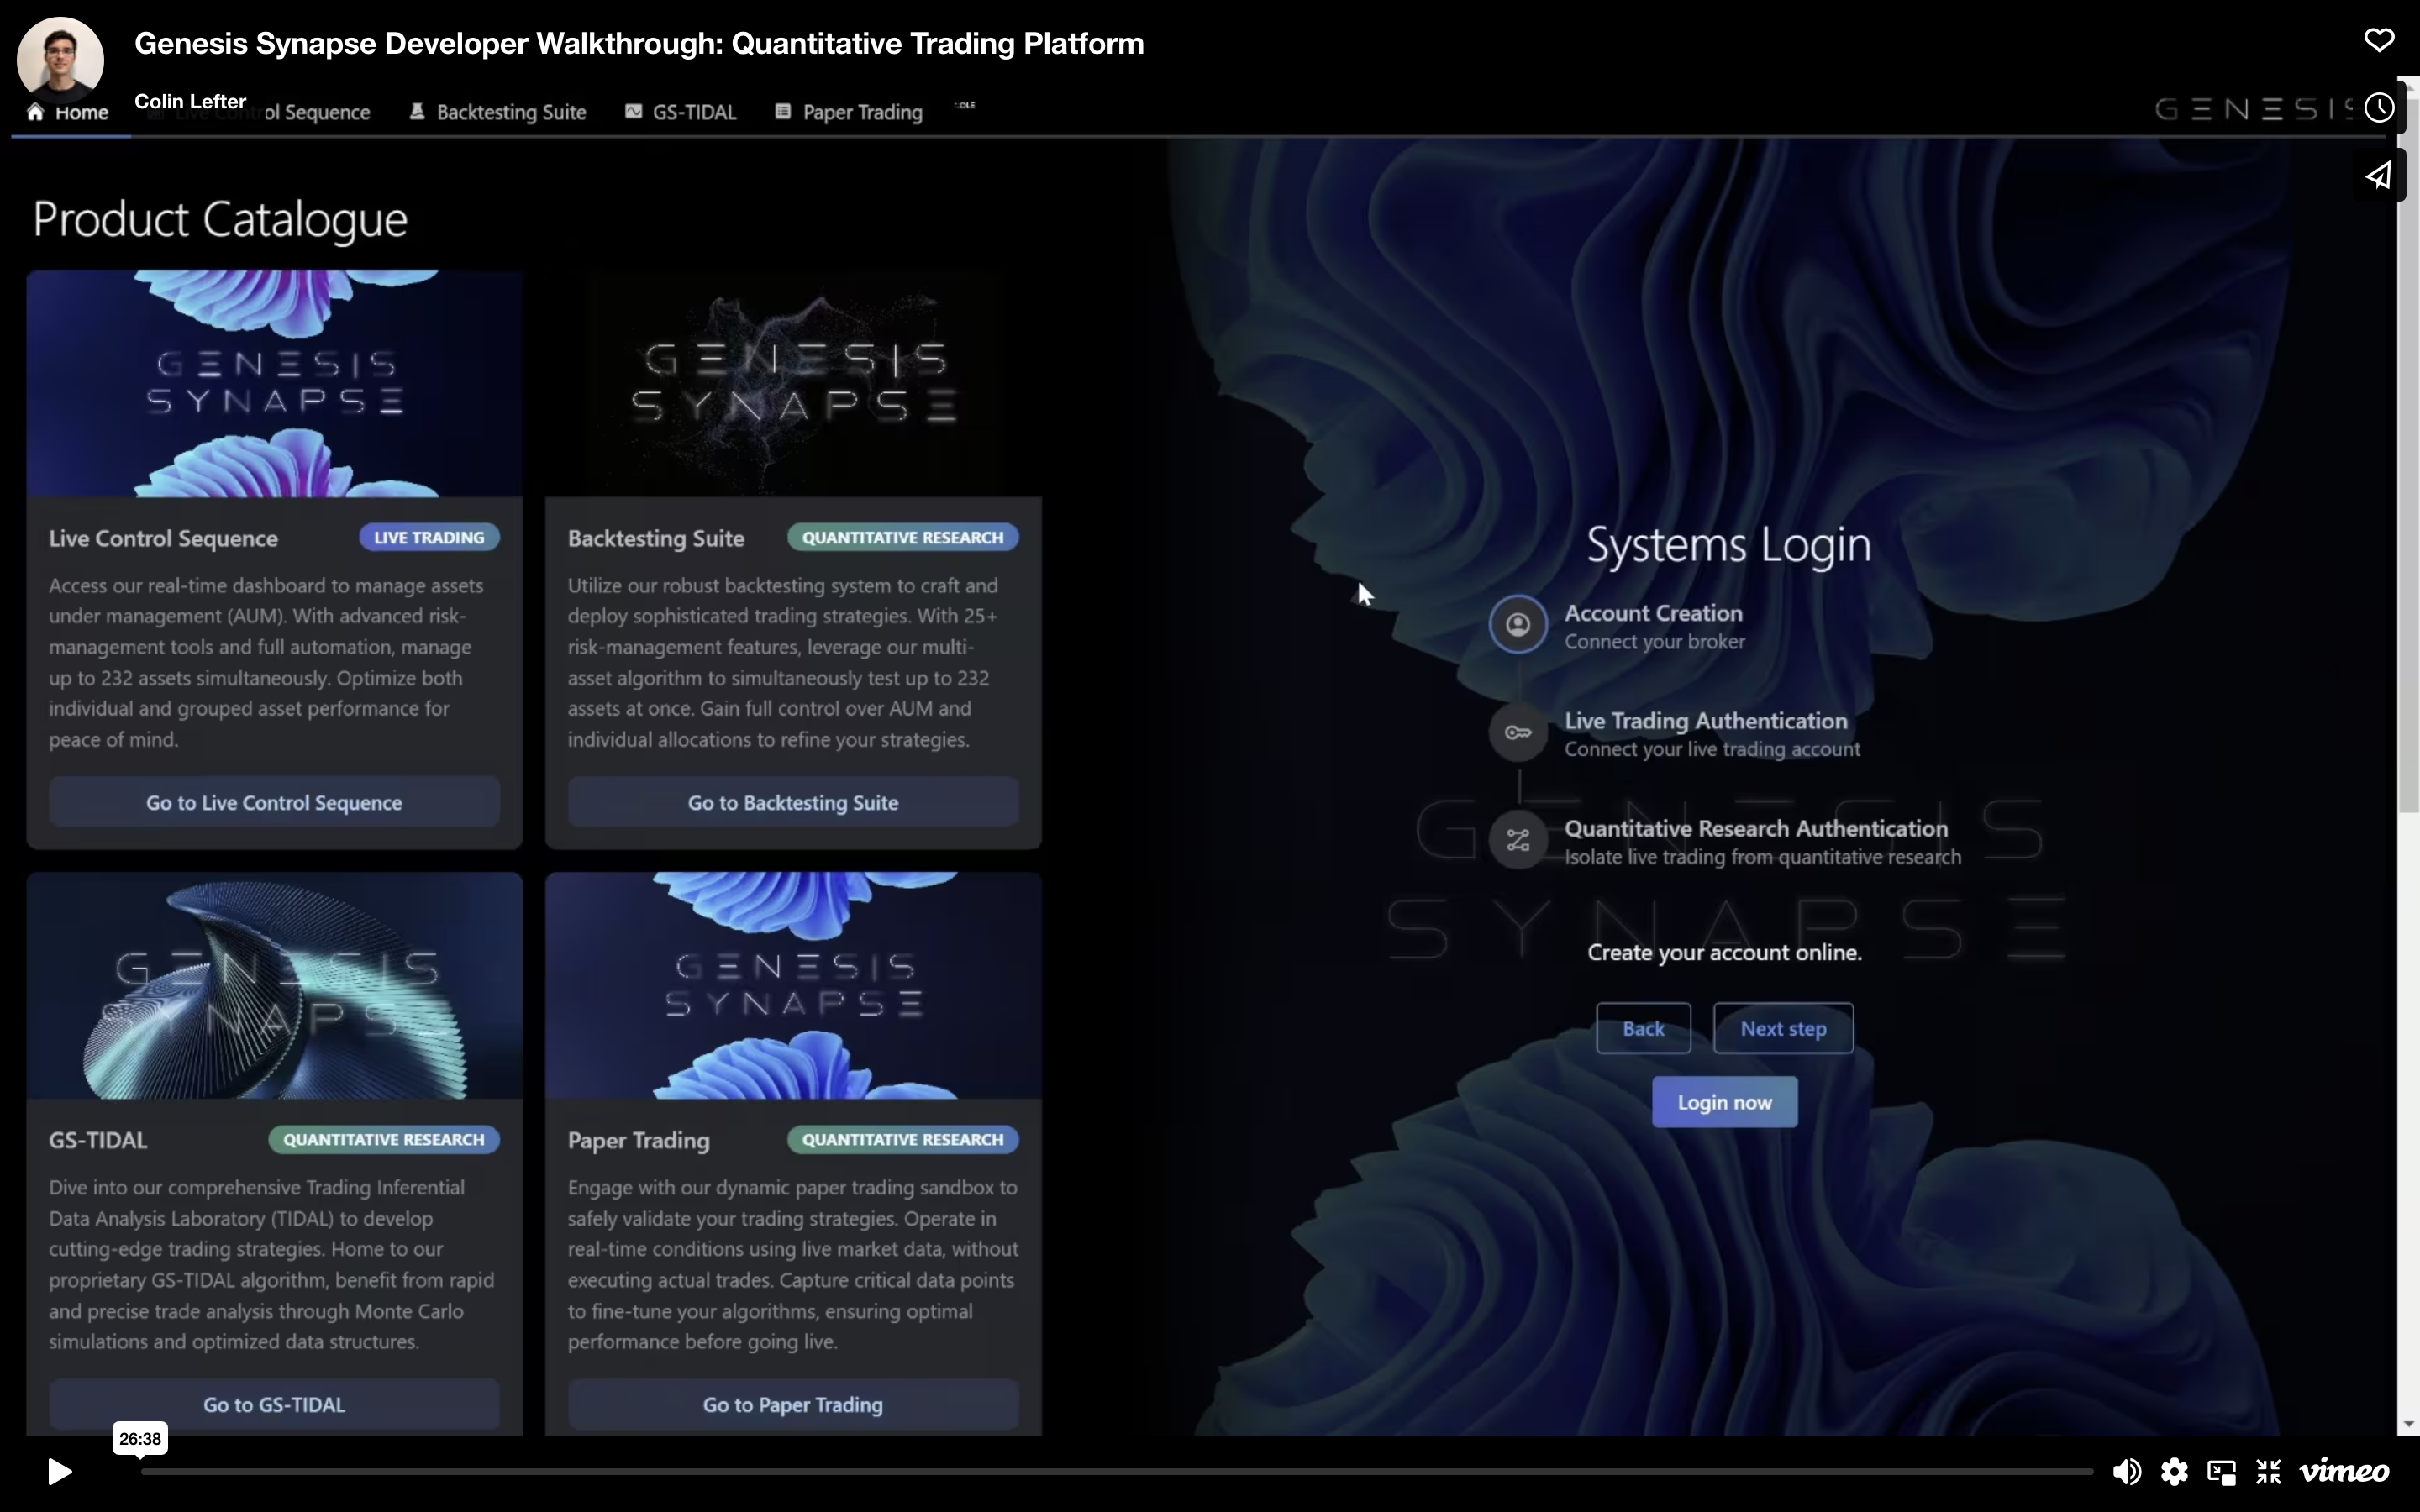 Genesis Synapse Developer Walkthrough: Quantitative Trading Platform
Colin Lefter
Home
Live Control Sequence
Backtesting Suite
GS-TIDAL
Paper Trading
GENESIS
Product Catalogue
GENESIS
SYNAPSE
Live Control Sequence
LIVE TRADING
Access our real-time dashboard to manage assets
under management (AUM). With advanced risk-
management tools and full automation, manage
up to 232 assets simultaneously. Optimize both
individual and grouped asset performance for
peace of mind.
Go to Live Control Sequence
GENESIS
SYNAPSE
Backtesting Suite
QUANTITATIVE RESEARCH
Utilize our robust backtesting system to craft and
deploy sophisticated trading strategies. With 25+
risk-management features, leverage our multi-
asset algorithm to simultaneously test up to 232
assets at once. Gain full control over AUM and
individual allocations to refine your strategies.
Go to Backtesting Suite
GENESIS
SYNAPSE
GS-TIDAL
QUANTITATIVE RESEARCH
Dive into our comprehensive Trading Inferential
Data Analysis Laboratory (TIDAL) to develop
cutting-edge trading strategies. Home to our
proprietary GS-TIDAL algorithm, benefit from rapid
and precise trade analysis through Monte Carlo
simulations and optimized data structures.
Go to GS-TIDAL
GENESIS
SYNAPSE
Paper Trading
QUANTITATIVE RESEARCH
Engage with our dynamic paper trading sandbox to
safely validate your trading strategies. Operate in
real-time conditions using live market data, without
executing actual trades. Capture critical data points
to fine-tune your algorithms, ensuring optimal
performance before going live.
Go to Paper Trading
Systems Login
Account Creation
Connect your broker
Live Trading Authentication
Connect your live trading account
Quantitative Research Authentication
Isolate live trading from quantitative research
GENESIS
SYNAPSE
Create your account online.
Back
Next step
Login now
26:38
vimeo